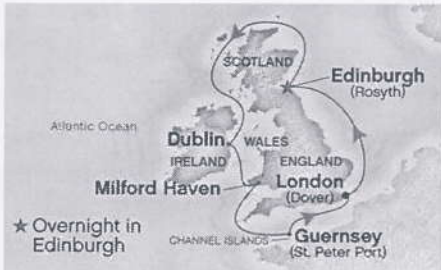 SCOTLAND
Edinburgh
(Rosyth)
Atlantic Ocean
Dublin
WALES
IRELAND
ENGLAND
Milford Haven
London
(Dover)
★ Overnight in
Edinburgh
CHANNEL ISLANDS
Guernsey
(St. Peter Port)